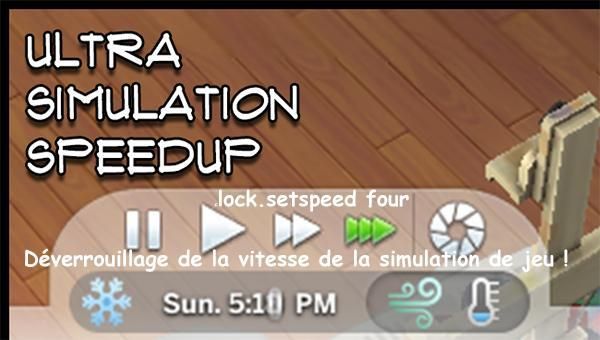 ULTRA
SIMULATION
SPEEDUP
.lock.setspeed four
Déverrouillage de la vitesse de la simulation de jeu !
Sun. 5:10 PM